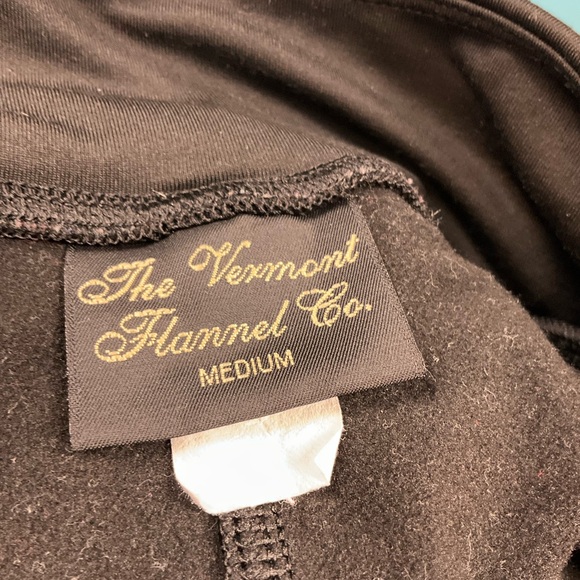 The Vermont
Flannel Co.
MEDIUM